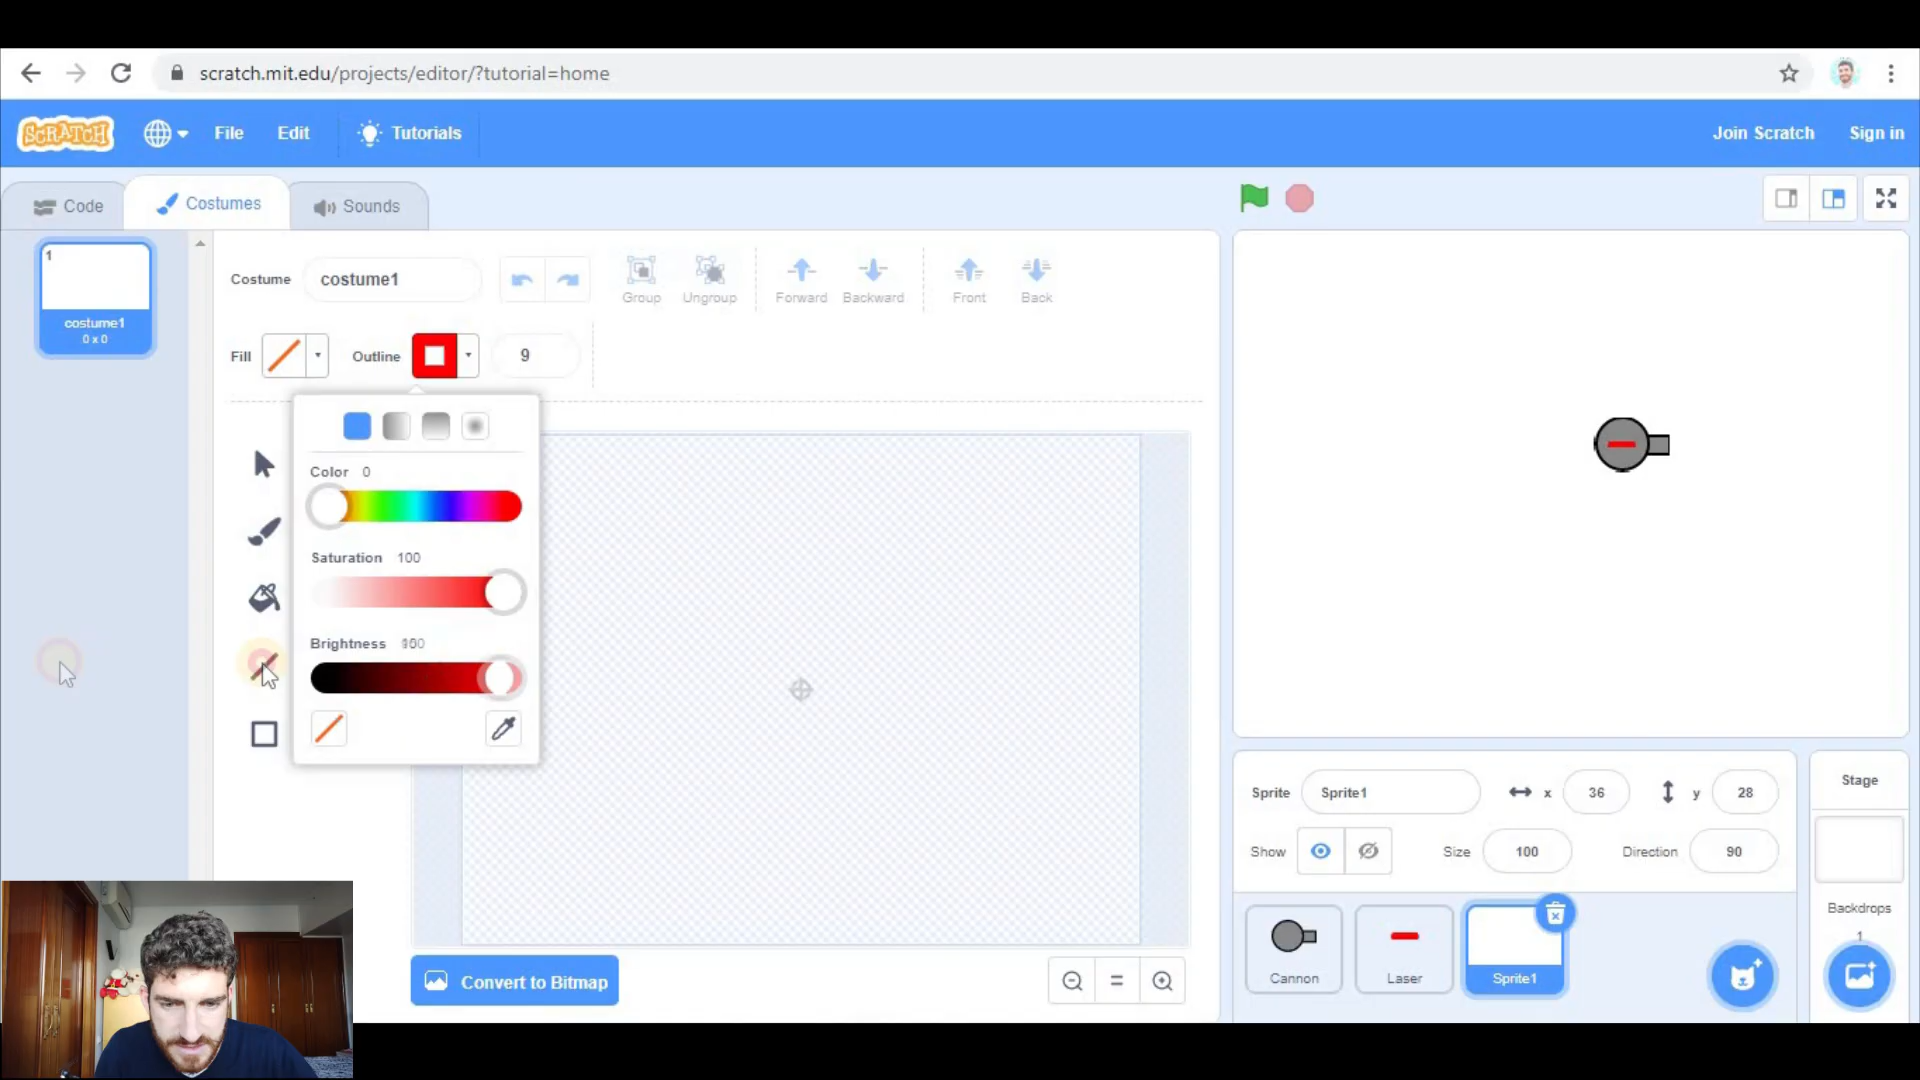 scratch.mit.edu/projects/editor/?tutorial=home
SCRATCH
File
Edit
Tutorials
Join Scratch
Sign in
Code
Costumes
Sounds
1
costume1
0 x 0
Costume
costume1
Group
Ungroup
Forward
Backward
Front
Back
Fill
Outline
9
Color 0
Saturation 100
Brightness
Convert to Bitmap
Sprite
Sprite1
x
36
y
28
Show
Size
100
Direction
90
Cannon
Laser
Sprite1
Stage
Backdrops
1